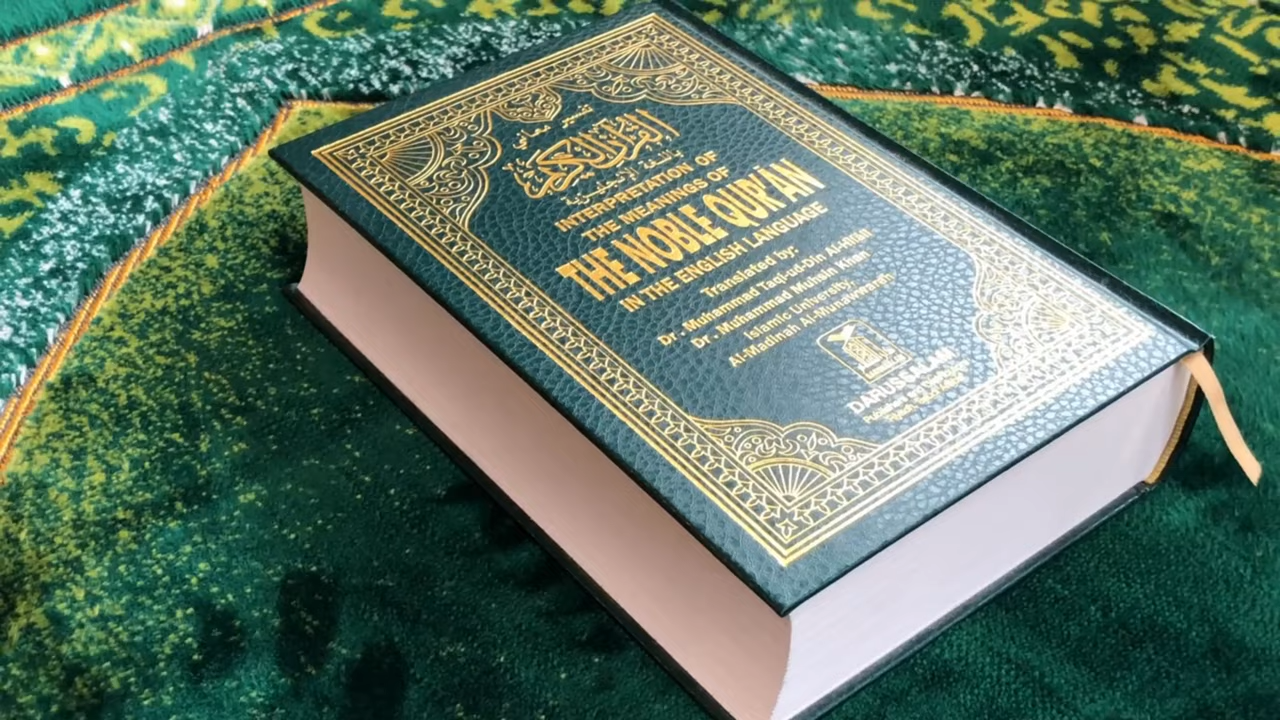 تفسير معاني
القرآن الكريم
باللغة الإنجليزية
INTERPRETATION OF
THE MEANINGS OF
THE NOBLE QUR'AN
IN THE ENGLISH LANGUAGE
Translated by:
Dr. Muhammad Taqi-ud-Din Al-Hilali
Dr. Muhammad Muhsin Khan
Islamic University,
Al-Madinah Al-Munawwarah
DARUSSALAM